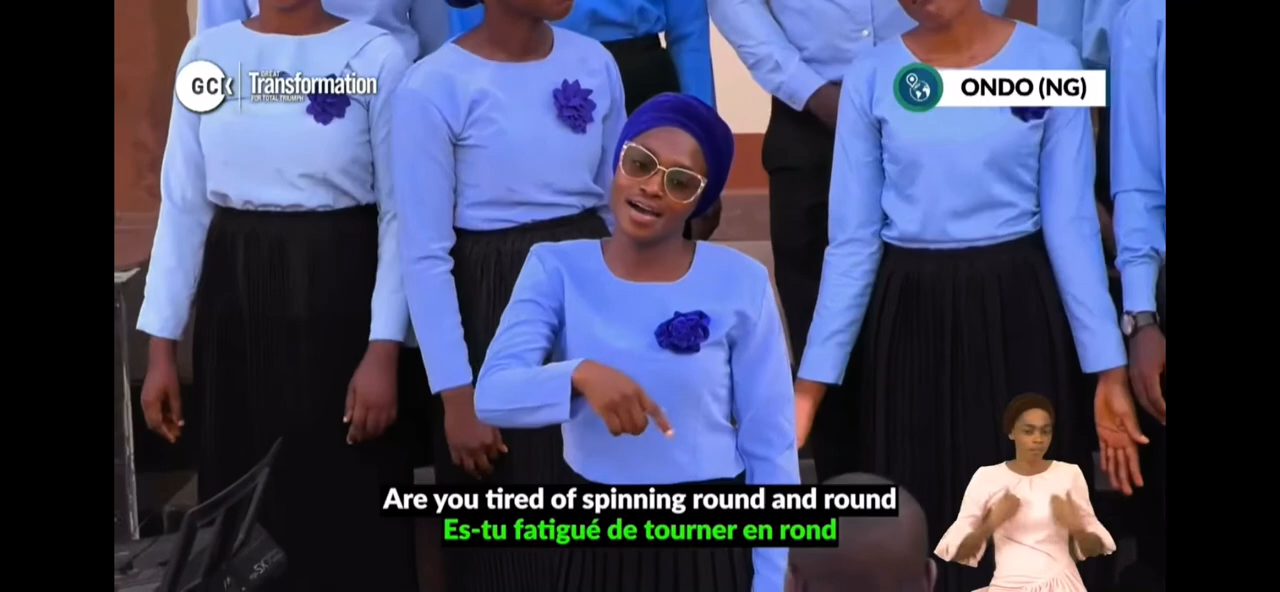 GCK
GREAT
Transformation
FOR TOTAL TRIUMPH
ONDO (NG)
Are you tired of spinning round and round
Es-tu fatigué de tourner en rond